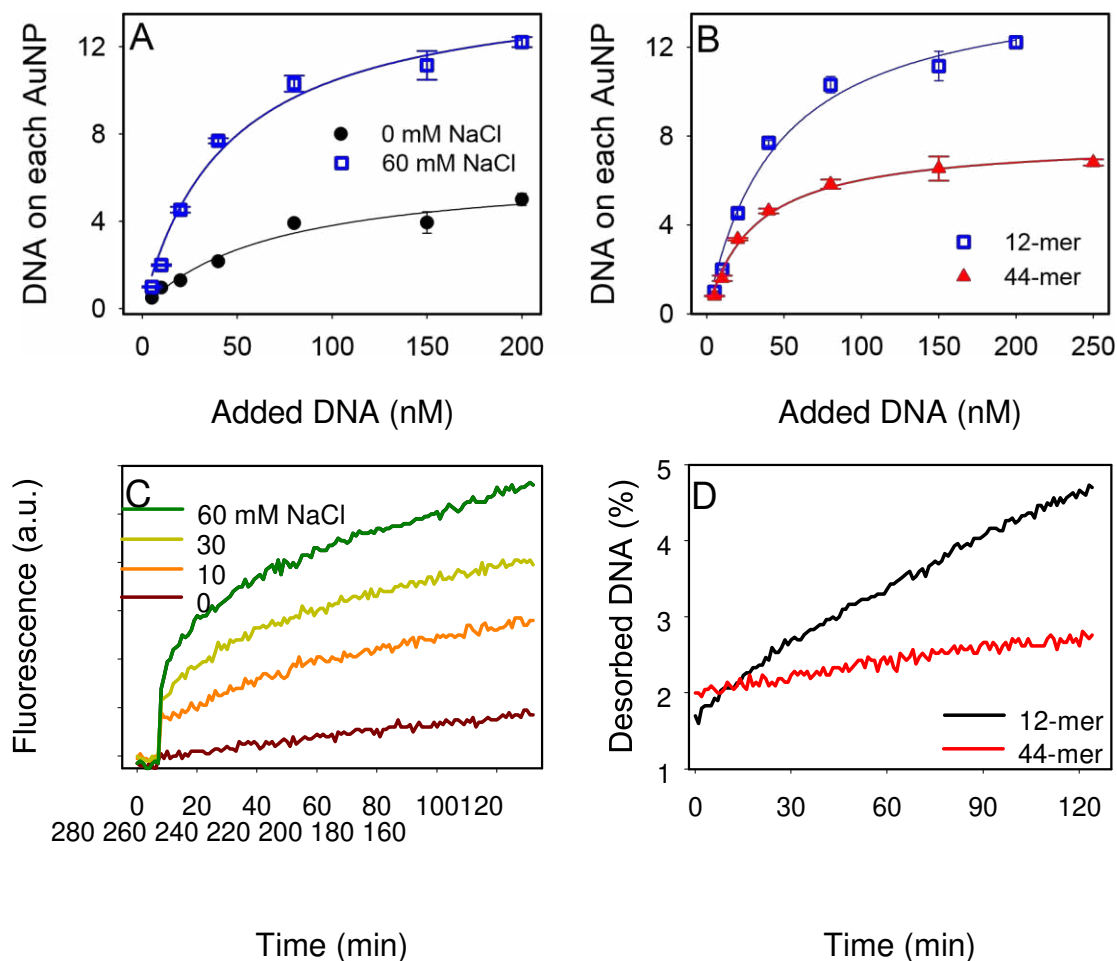 A
DNA on each AuNP
12
8
4
0
0 mM NaCl
60 mM NaCl
0 50 100 150 200
Added DNA (nM)
B
DNA on each AuNP
12
8
4
0
12-mer
44-mer
0 50 100 150 200 250
Added DNA (nM)
C
Fluorescence (a.u.)
60 mM NaCl
30
10
0
0 20 40 60 80 100120
280 260 240 220 200 180 160
Time (min)
D
Desorbed DNA (%)
5
4
3
2
1
12-mer
44-mer
0 30 60 90 120
Time (min)